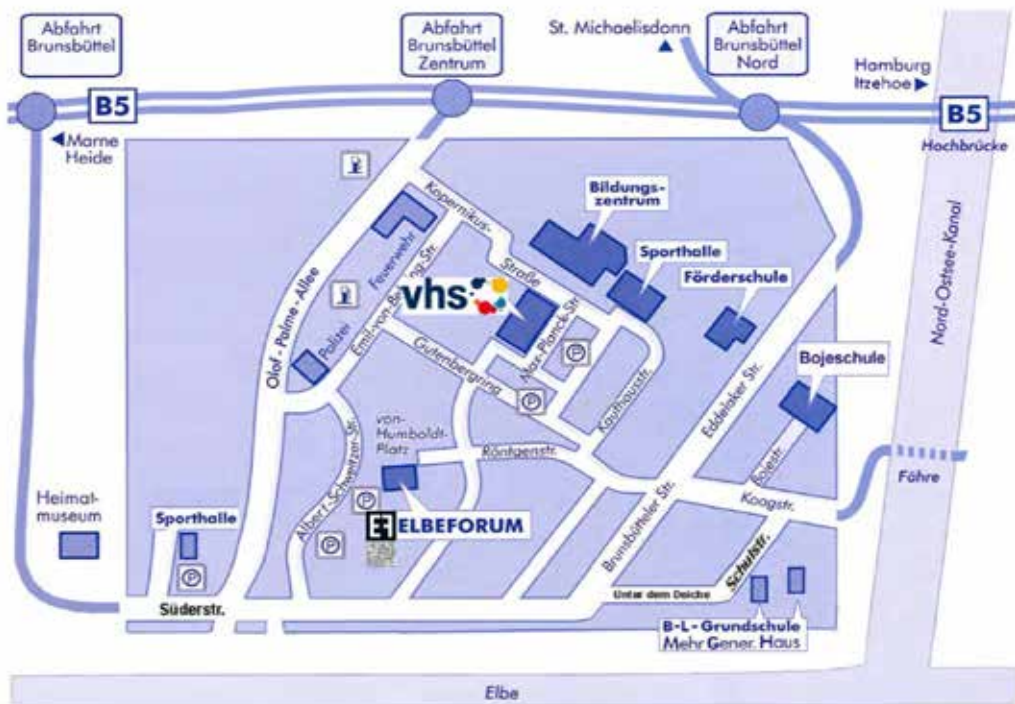 Abfahrt
Brunsbüttel
Abfahrt
Brunsbüttel
Zentrum
St. Michaelisdonn
Abfahrt
Brunsbüttel
Nord
Hamburg
Itzehoe
B5
B5
Hochbrücke
Marne
Heide
Kopernikus-
Straße
Bildungs-
zentrum
Sporthalle
Förderschule
Feuerwehr
Emil-von-Behring-Str.
vhs
Olof-Palme-Allee
Polizei
Gutenbergring
Max-Planck-Str.
P
P
Kauthausstr.
Eddelaker Str.
Bojeschule
Nord-Ostsee-Kanal
von-
Humboldt-
Platz
Röntgenstr.
Albert-Schweitzer-Str.
Bojestr.
Koogstr.
Fähre
Heimat-
museum
Sporthalle
P
P
P
ELBEFORUM
Brunsbütteler Str.
Schulstr.
Süderstr.
Unter dem Deiche
B-L-Grundschule
Mehr Gener. Haus
Elbe